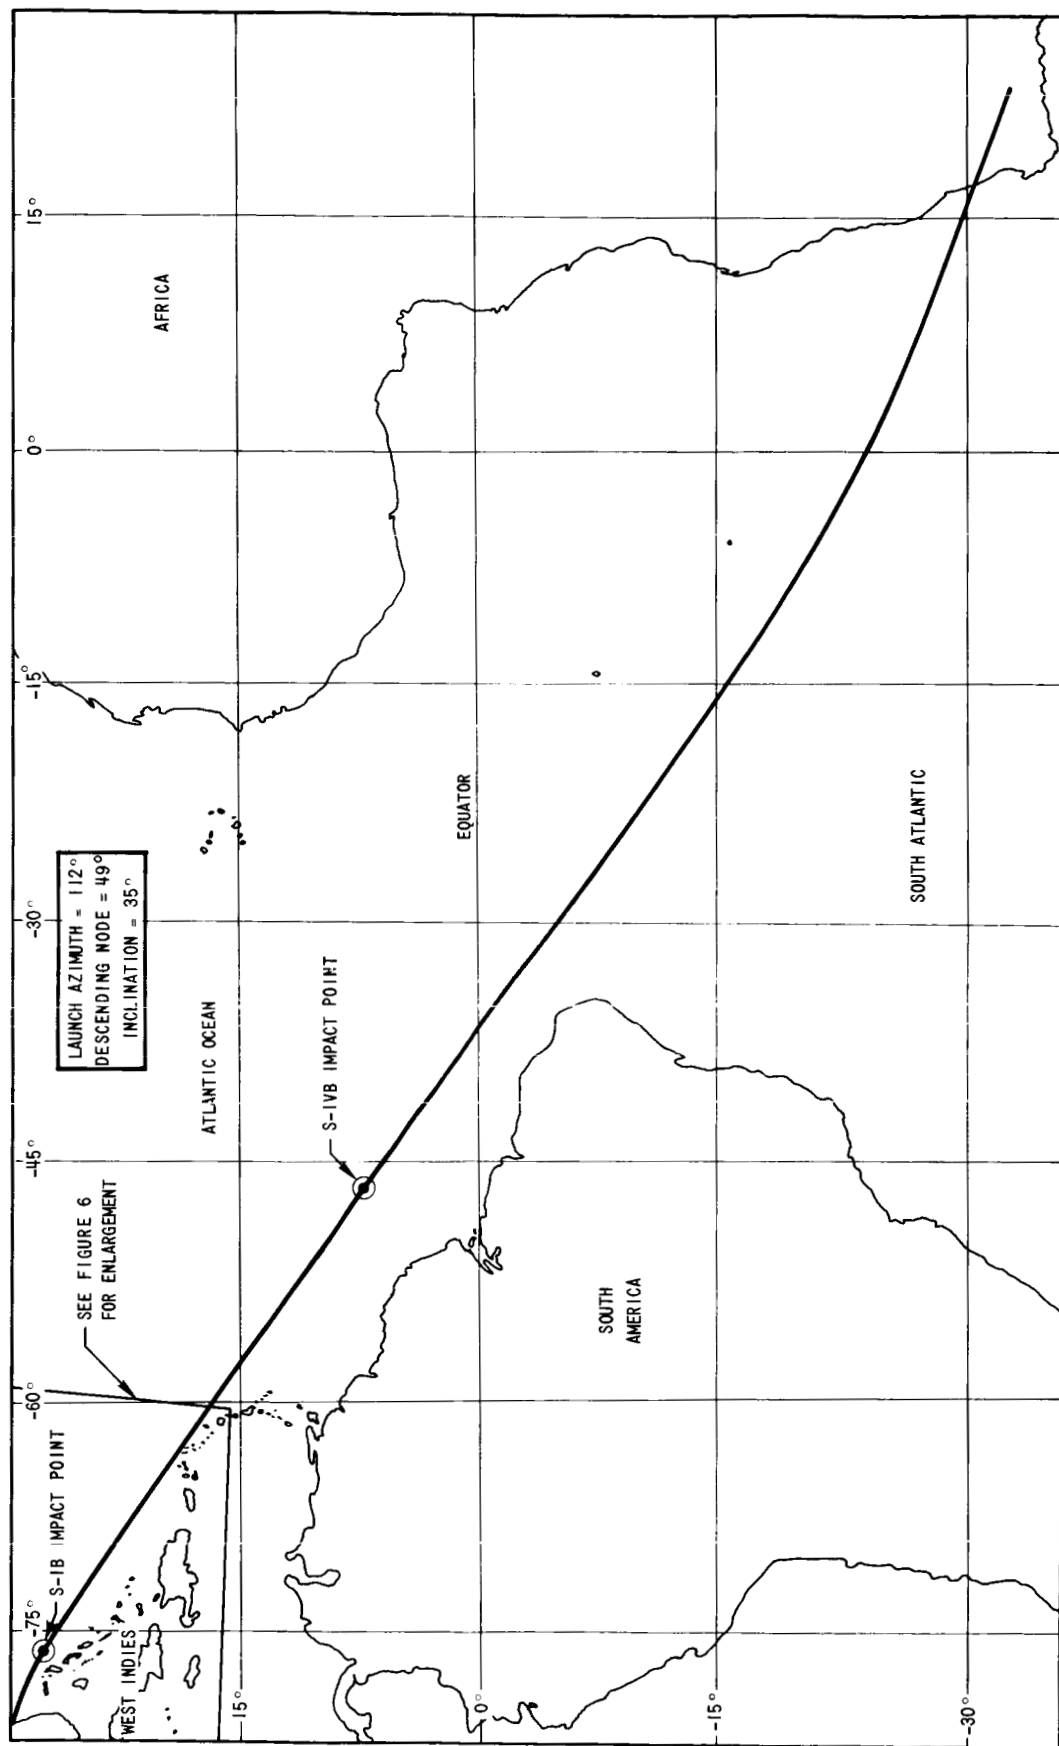 LAUNCH AZIMUTH = 112°
DESCENDING NODE = 49°
INCLINATION = 35°
SEE FIGURE 6
FOR ENLARGEMENT
S-IB IMPACT POINT
S-IVB IMPACT POINT
WEST INDIES
ATLANTIC OCEAN
AFRICA
EQUATOR
SOUTH
AMERICA
SOUTH ATLANTIC
-75°
-60°
-45°
-30°
-15°
0°
15°
15°
0°
-15°
-30°